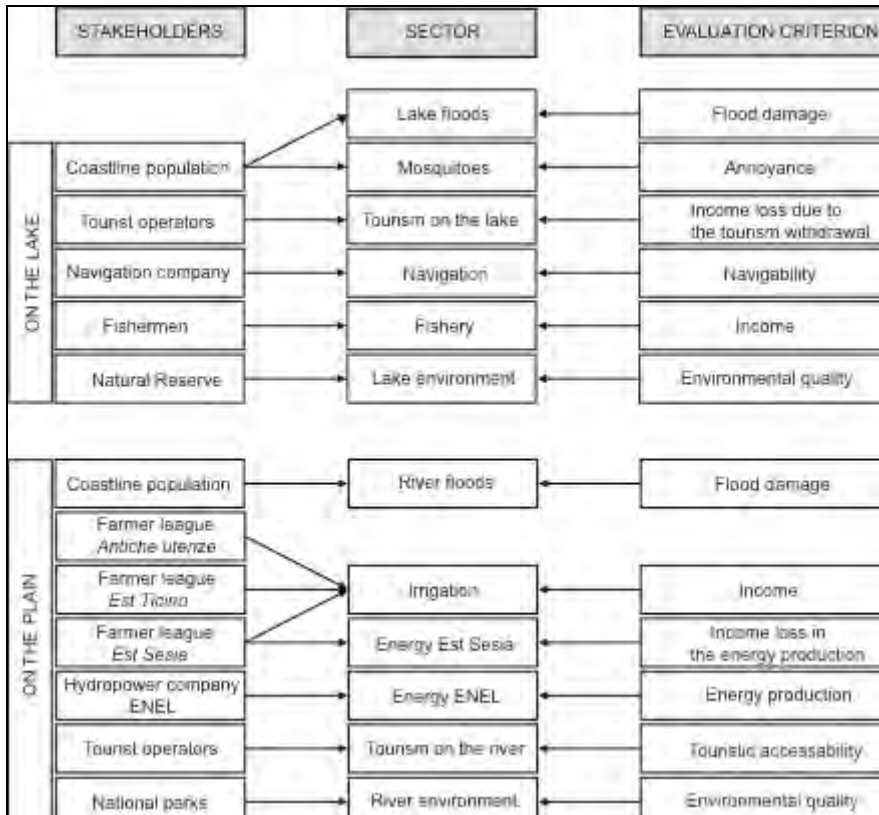 STAKEHOLDERS SECTOR EVALUATION CRITERION
Lake floods Flood damage
ON THE LAKE
Coastline population Mosquitoes Annoyance
Tourist operators Tourism on the lake Income loss due to
the tourism withdrawal
Navigation company Navigation Navigability
Fishermen Fishery Income
Natural Reserve Lake environment Environmental quality
ON THE PLAIN
Coastline population River floods Flood damage
Farmer league
Antiche utenze
Farmer league
Est Ticino
Irrigation Income
Farmer league
Est Sesia
Energy Est Sesia Income loss in
the energy production
Hydropower company
ENEL
Energy ENEL Energy production
Tourist operators Tourism on the river Touristic accessability
National parks River environment Environmental quality